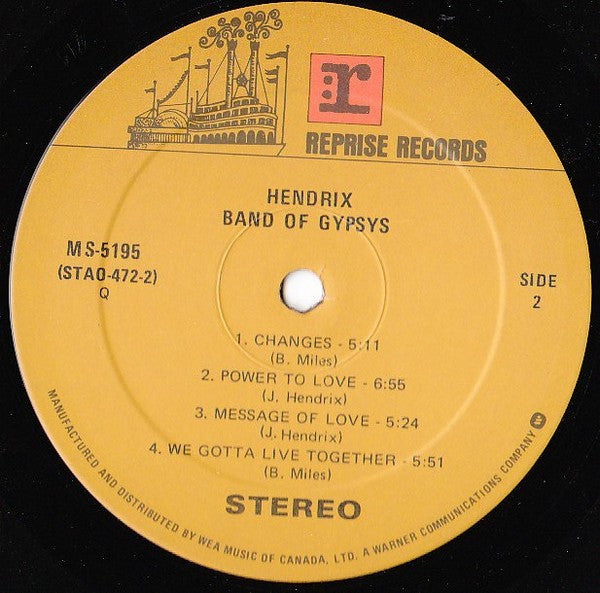 :r
REPRISE RECORDS
HENDRIX
BAND OF GYPSYS
MS-5195
(STAO-472-2)
Q
SIDE
2
1. CHANGES - 5:11
(B. Miles)
2. POWER TO LOVE - 6:55
(J. Hendrix)
3. MESSAGE OF LOVE - 5:24
(J. Hendrix)
4. WE GOTTA LIVE TOGETHER - 5:51
(B. Miles)
STEREO
MANUFACTURED AND DISTRIBUTED BY WEA MUSIC OF CANADA, LTD. A WARNER COMMUNICATIONS COMPANY